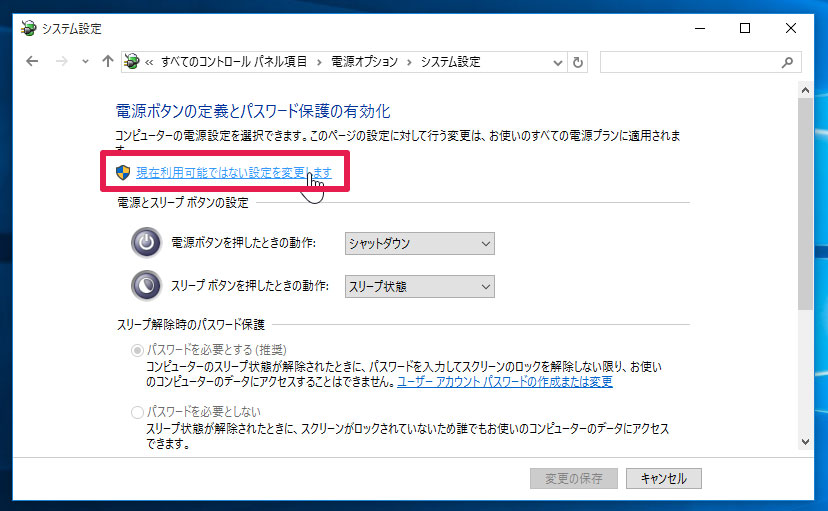 システム設定
« すべてのコントロール パネル項目 › 電源オプション › システム設定
電源ボタンの定義とパスワード保護の有効化
コンピューターの電源設定を選択できます。このページの設定に対して行う変更は、お使いのすべての電源プランに適用されま
現在利用可能ではない設定を変更します
電源とスリープ ボタンの設定
電源ボタンを押したときの動作: シャットダウン
スリープ ボタンを押したときの動作: スリープ状態
スリープ解除時のパスワード保護
パスワードを必要とする (推奨)
コンピューターのスリープ状態が解除されたときに、パスワードを入力してスクリーンのロックを解除しない限り、お使い
のコンピューターのデータにアクセスすることはできません。ユーザー アカウント パスワードの作成または変更
パスワードを必要としない
スリープ状態が解除されたときに、スクリーンがロックされていないため誰でもお使いのコンピューターのデータにアクセス
できます。
変更の保存 キャンセル